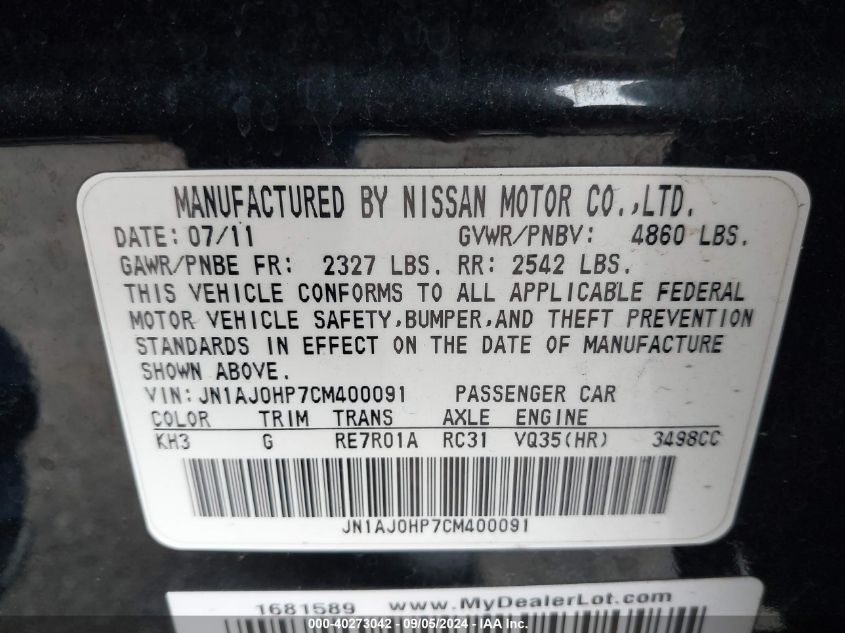 MANUFACTURED BY NISSAN MOTOR CO.,LTD.
DATE: 07/11 GVWR/PNBV: 4860 LBS.
GAWR/PNBE FR: 2327 LBS. RR: 2542 LBS.
THIS VEHICLE CONFORMS TO ALL APPLICABLE FEDERAL
MOTOR VEHICLE SAFETY,BUMPER,AND THEFT PREVENTION
STANDARDS IN EFFECT ON THE DATE OF MANUFACTURE
SHOWN ABOVE.
VIN: JN1AJ0HP7CM400091 PASSENGER CAR
COLOR TRIM TRANS AXLE ENGINE
KH3 G RE7R01A RC31 VQ35(HR) 3498CC
JN1AJ0HP7CM400091
1681589 www.MyDealerLot.com
000-40273042 - 09/05/2024 - IAA Inc.